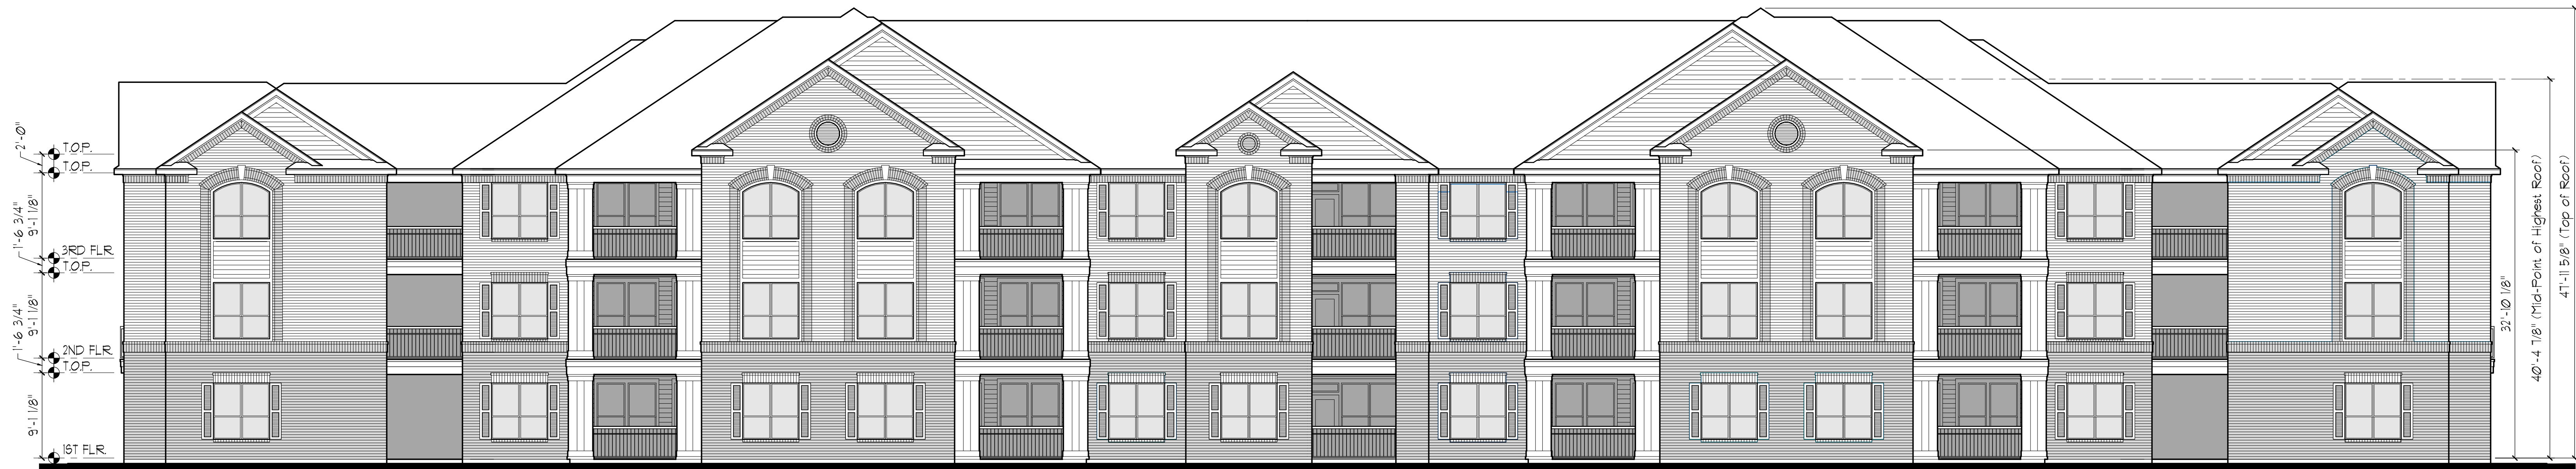 2'-0"
T.O.P.
T.O.P.
9'-1 1/8"
1'-6 3/4"
3RD FLR.
T.O.P.
9'-1 1/8"
1'-6 3/4"
2ND FLR.
T.O.P.
9'-1 1/8"
1ST FLR.
32'-10 1/8"
40'-4 7/8" (Mid-Point of Highest Roof)
47'-11 5/8" (Top of Roof)